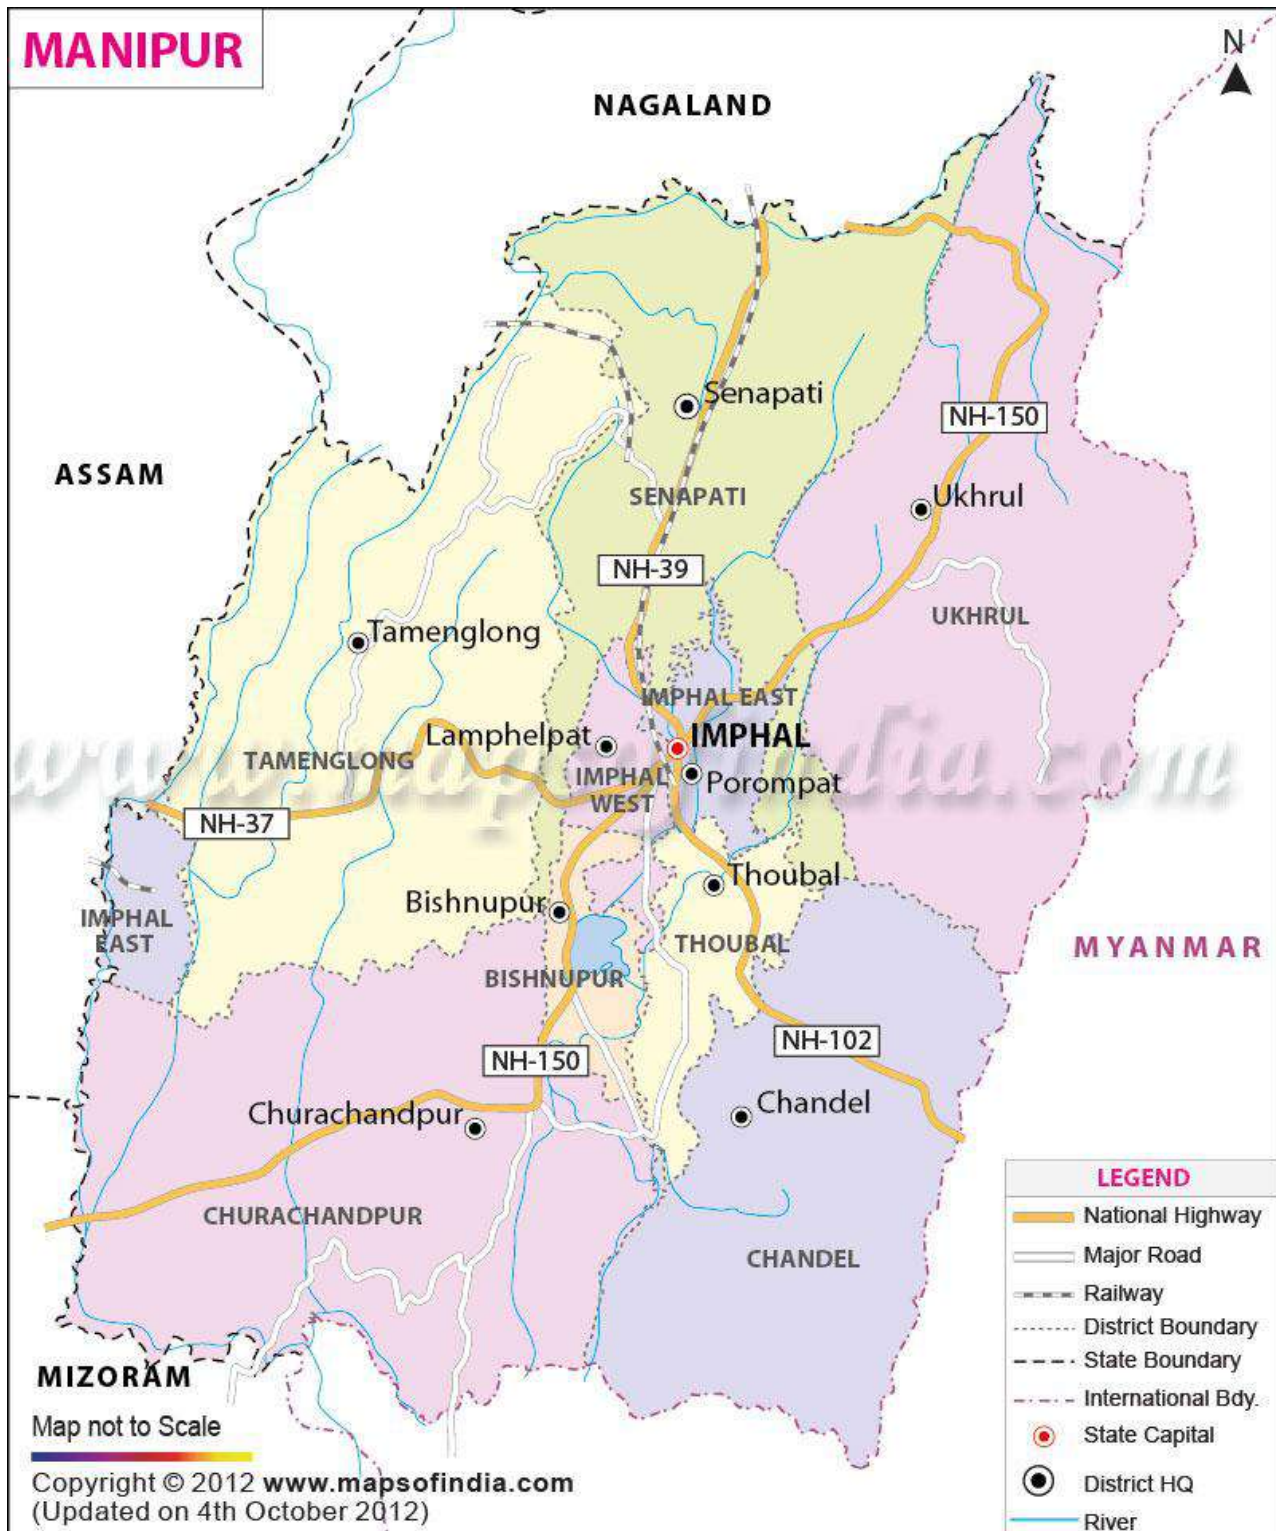 MANIPUR
N
NAGALAND
Senapati
NH-150
ASSAM
SENAPATI
Ukhrul
NH-39
UKHRUL
Tamenglong
IMPHAL EAST
Lamphelpat
IMPHAL
TAMENGLONG
IMPHAL
WEST
Porompat
www.mapsofindia.com
NH-37
Thoubal
Bishnupur
IMPHAL
EAST
THOUBAL
MYANMAR
BISHNUPUR
NH-102
NH-150
Chandel
Churachandpur
CHURACHANDPUR
CHANDEL
MIZORAM
LEGEND
National Highway
Major Road
Railway
District Boundary
State Boundary
International Bdy.
State Capital
District HQ
River
Map not to Scale
Copyright © 2012 www.mapsofindia.com
(Updated on 4th October 2012)